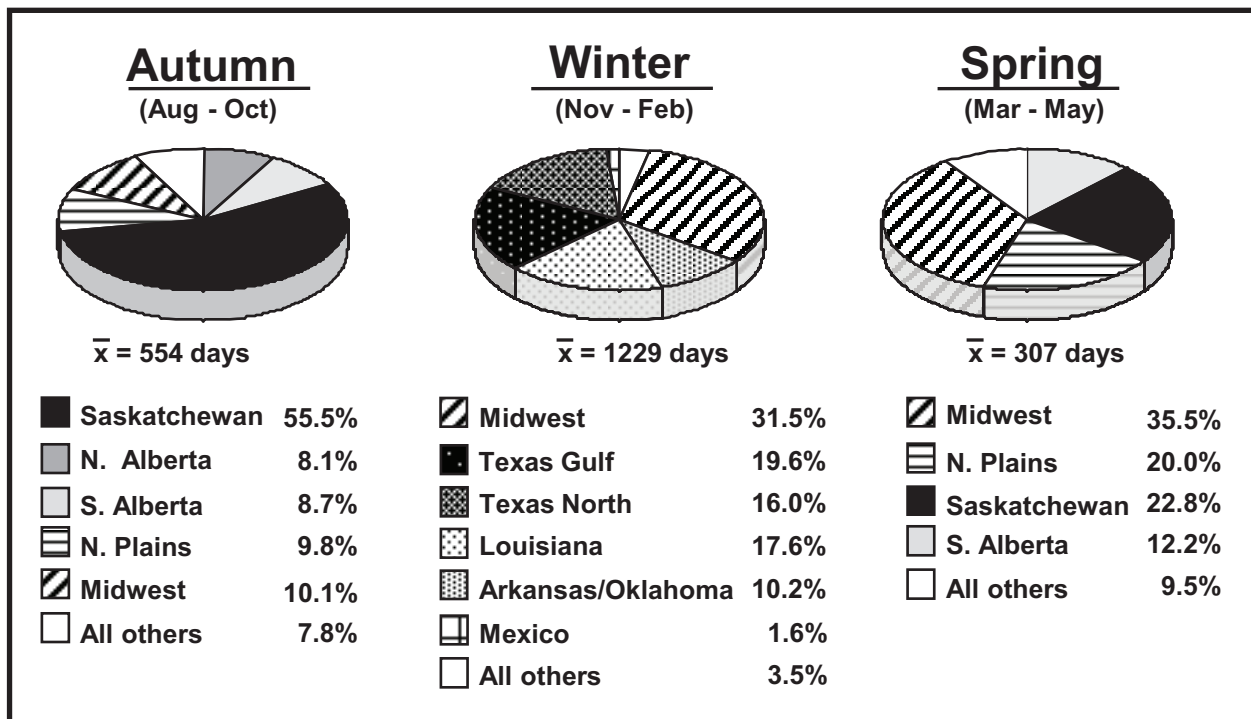 Autumn
(Aug - Oct)
x̅ = 554 days
Saskatchewan 55.5%
N. Alberta 8.1%
S. Alberta 8.7%
N. Plains 9.8%
Midwest 10.1%
All others 7.8%
Winter
(Nov - Feb)
x̅ = 1229 days
Midwest 31.5%
Texas Gulf 19.6%
Texas North 16.0%
Louisiana 17.6%
Arkansas/Oklahoma 10.2%
Mexico 1.6%
All others 3.5%
Spring
(Mar - May)
x̅ = 307 days
Midwest 35.5%
N. Plains 20.0%
Saskatchewan 22.8%
S. Alberta 12.2%
All others 9.5%